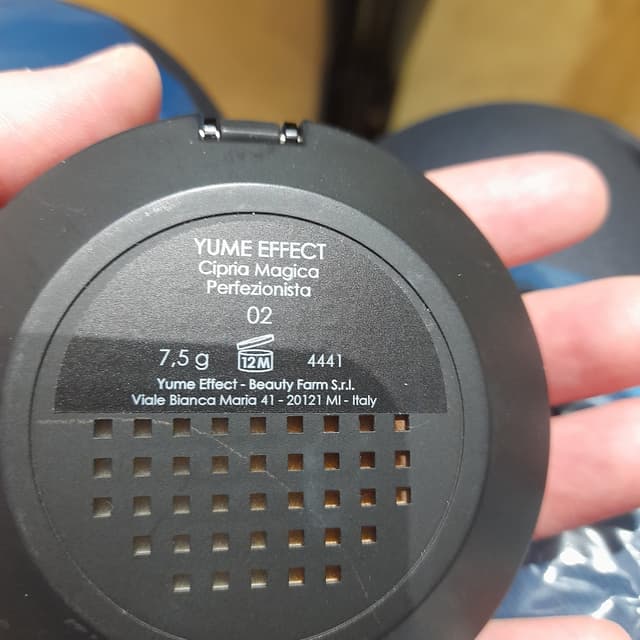 YUME EFFECT
Cipria Magica
Perfezionista
02
7,5 g 12M 4441
Yume Effect - Beauty Farm S.r.l.
Viale Bianca Maria 41 - 20121 MI - Italy